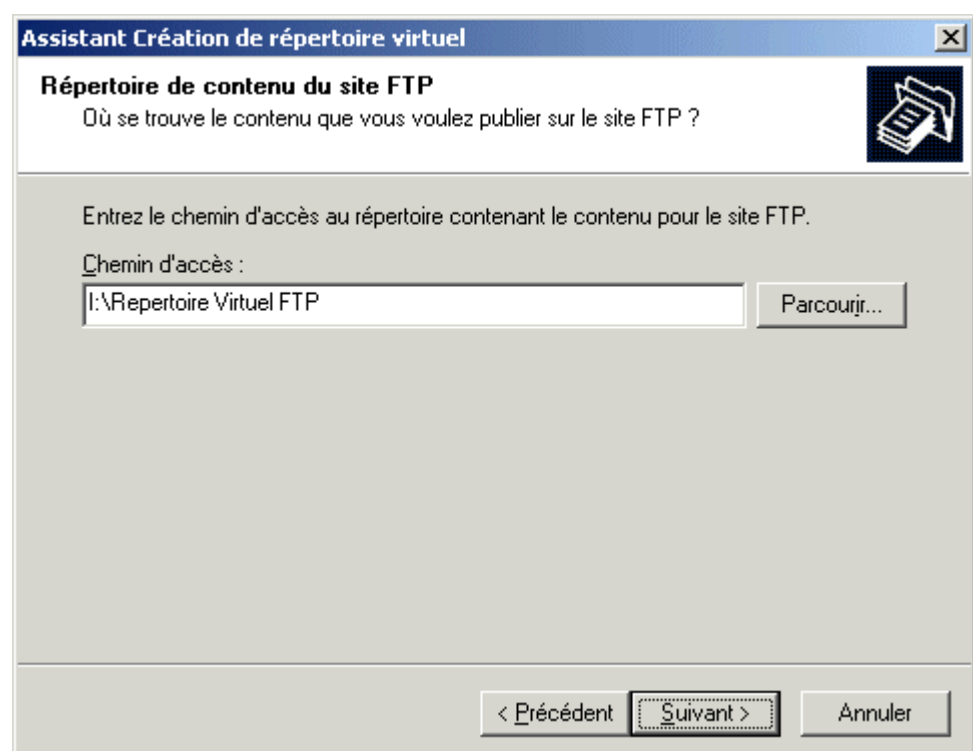 Assistant Création de répertoire virtuel
Répertoire de contenu du site FTP
Où se trouve le contenu que vous voulez publier sur le site FTP ?
Entrez le chemin d'accès au répertoire contenant le contenu pour le site FTP.
Chemin d'accès :
I:\Repertoire Virtuel FTP
Parcourir...
< Précédent
Suivant >
Annuler